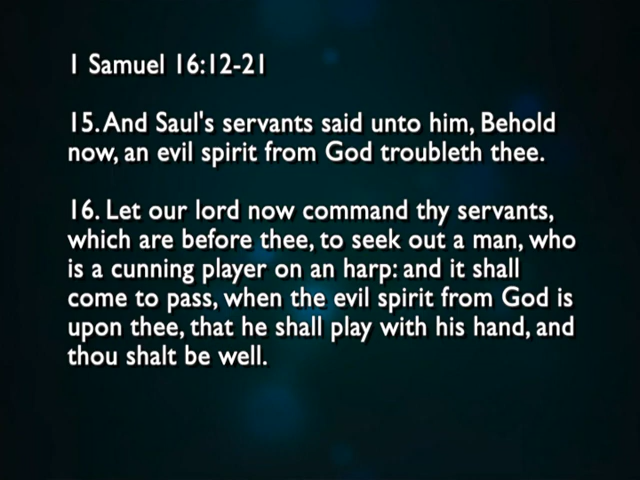 1 Samuel 16:12-21
15. And Saul's servants said unto him, Behold
now, an evil spirit from God troubleth thee.
16. Let our lord now command thy servants,
which are before thee, to seek out a man, who
is a cunning player on an harp: and it shall
come to pass, when the evil spirit from God is
upon thee, that he shall play with his hand, and
thou shalt be well.